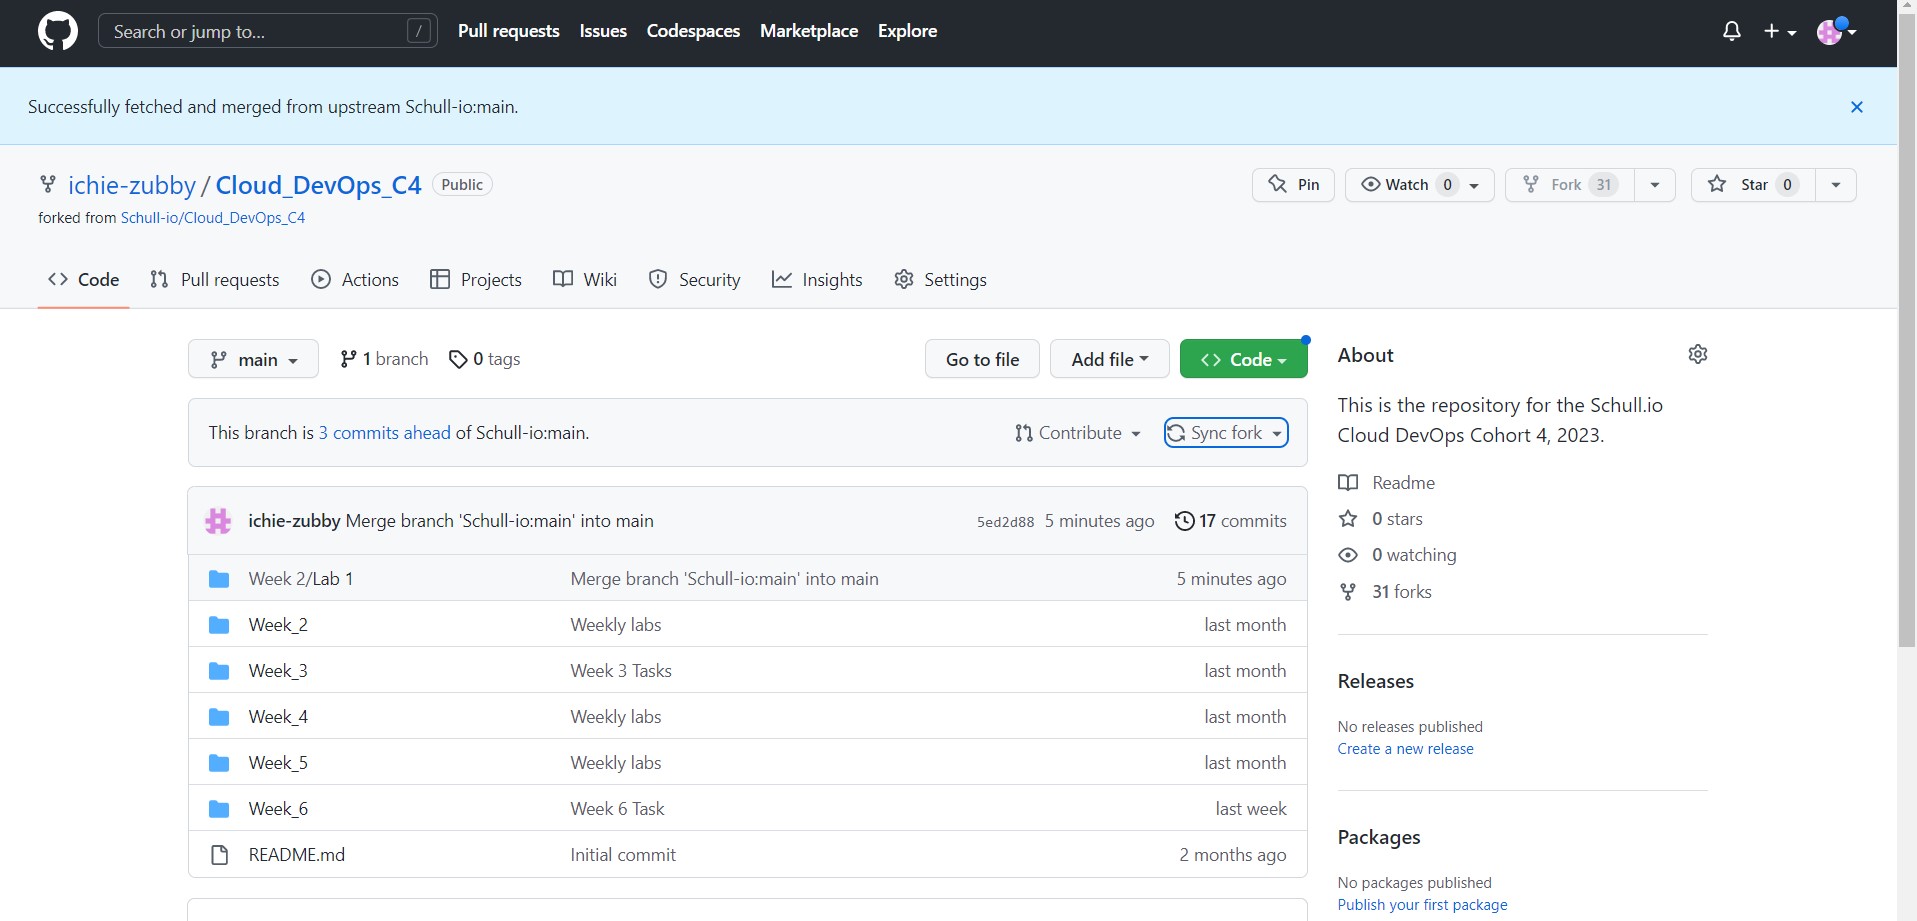 Search or jump to... / Pull requests Issues Codespaces Marketplace Explore
Successfully fetched and merged from upstream Schull-io:main.
ichie-zubby / Cloud_DevOps_C4 Public Pin Watch 0 Fork 31 Star 0
forked from Schull-io/Cloud_DevOps_C4
Code Pull requests Actions Projects Wiki Security Insights Settings
main 1 branch 0 tags Go to file Add file Code
This branch is 3 commits ahead of Schull-io:main. Contribute Sync fork
ichie-zubby Merge branch 'Schull-io:main' into main 5ed2d88 5 minutes ago 17 commits
Week 2/Lab 1 Merge branch 'Schull-io:main' into main 5 minutes ago
Week_2 Weekly labs last month
Week_3 Week 3 Tasks last month
Week_4 Weekly labs last month
Week_5 Weekly labs last month
Week_6 Week 6 Task last week
README.md Initial commit 2 months ago
About
This is the repository for the Schull.io
Cloud DevOps Cohort 4, 2023.
Readme
0 stars
0 watching
31 forks
Releases
No releases published
Create a new release
Packages
No packages published
Publish your first package